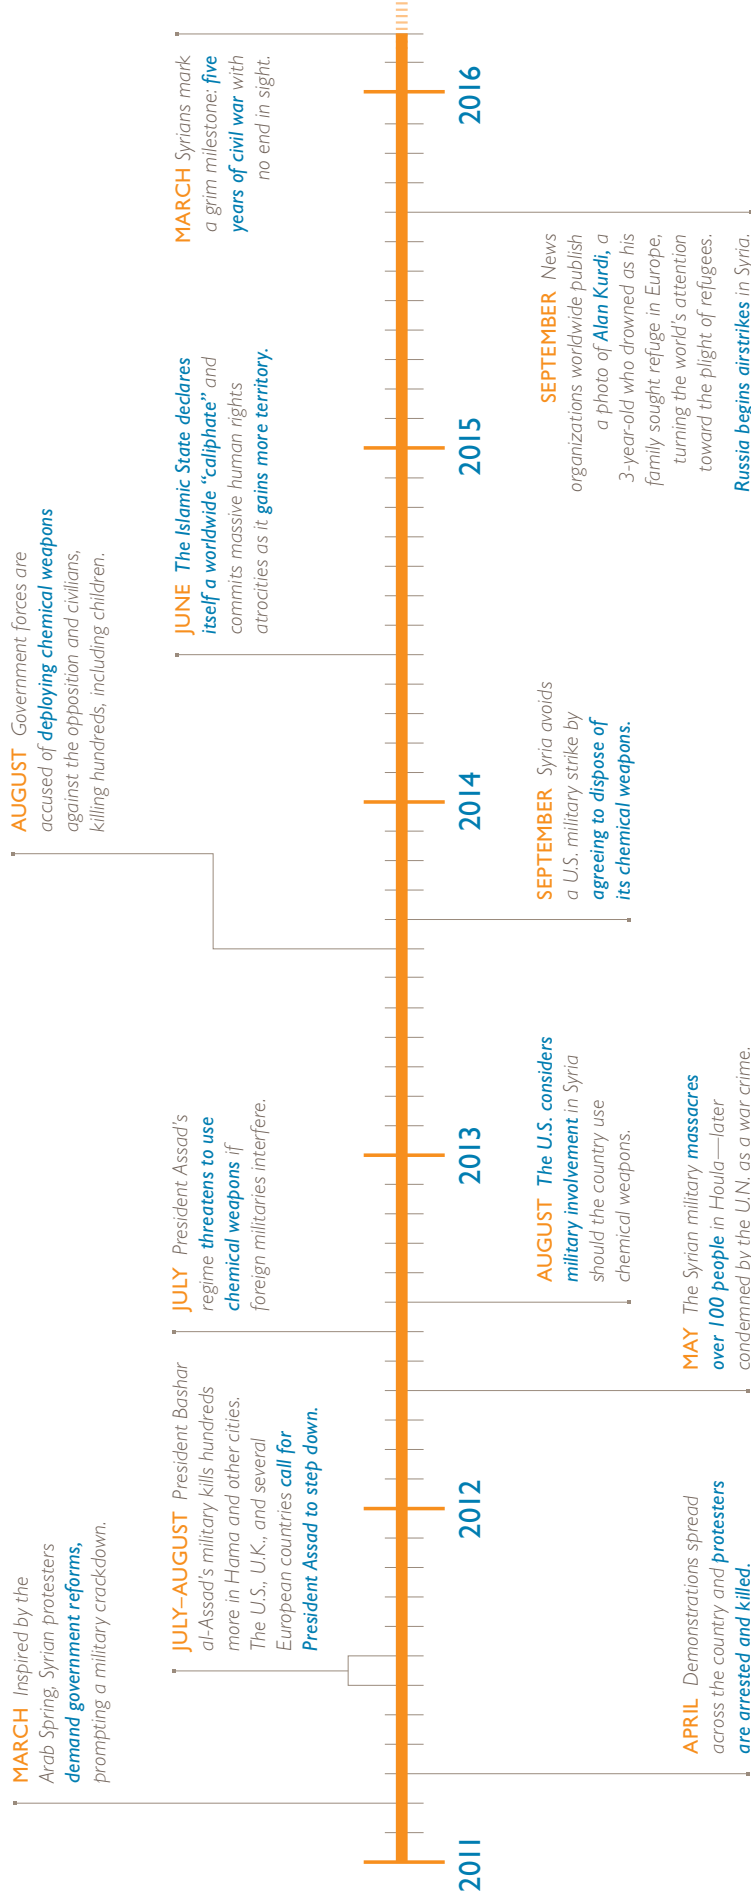 MARCH Inspired by the
Arab Spring, Syrian protesters
demand government reforms,
prompting a military crackdown.
JULY–AUGUST President Bashar
al-Assad's military kills hundreds
more in Hama and other cities.
The U.S., U.K., and several
European countries call for
President Assad to step down.
JULY President Assad's
regime threatens to use
chemical weapons if
foreign militaries interfere.
AUGUST Government forces are
accused of deploying chemical weapons
against the opposition and civilians,
killing hundreds, including children.
JUNE The Islamic State declares
itself a worldwide “caliphate” and
commits massive human rights
atrocities as it gains more territory.
MARCH Syrians mark
a grim milestone: five
years of civil war with
no end in sight.
2011
2012
2013
2014
2015
2016
APRIL Demonstrations spread
across the country and protesters
are arrested and killed.
MAY The Syrian military massacres
over 100 people in Houla—later
condemned by the U.N. as a war crime.
AUGUST The U.S. considers
military involvement in Syria
should the country use
chemical weapons.
SEPTEMBER Syria avoids
a U.S. military strike by
agreeing to dispose of
its chemical weapons.
SEPTEMBER News
organizations worldwide publish
a photo of Alan Kurdi, a
3-year-old who drowned as his
family sought refuge in Europe,
turning the world's attention
toward the plight of refugees.
Russia begins airstrikes in Syria.